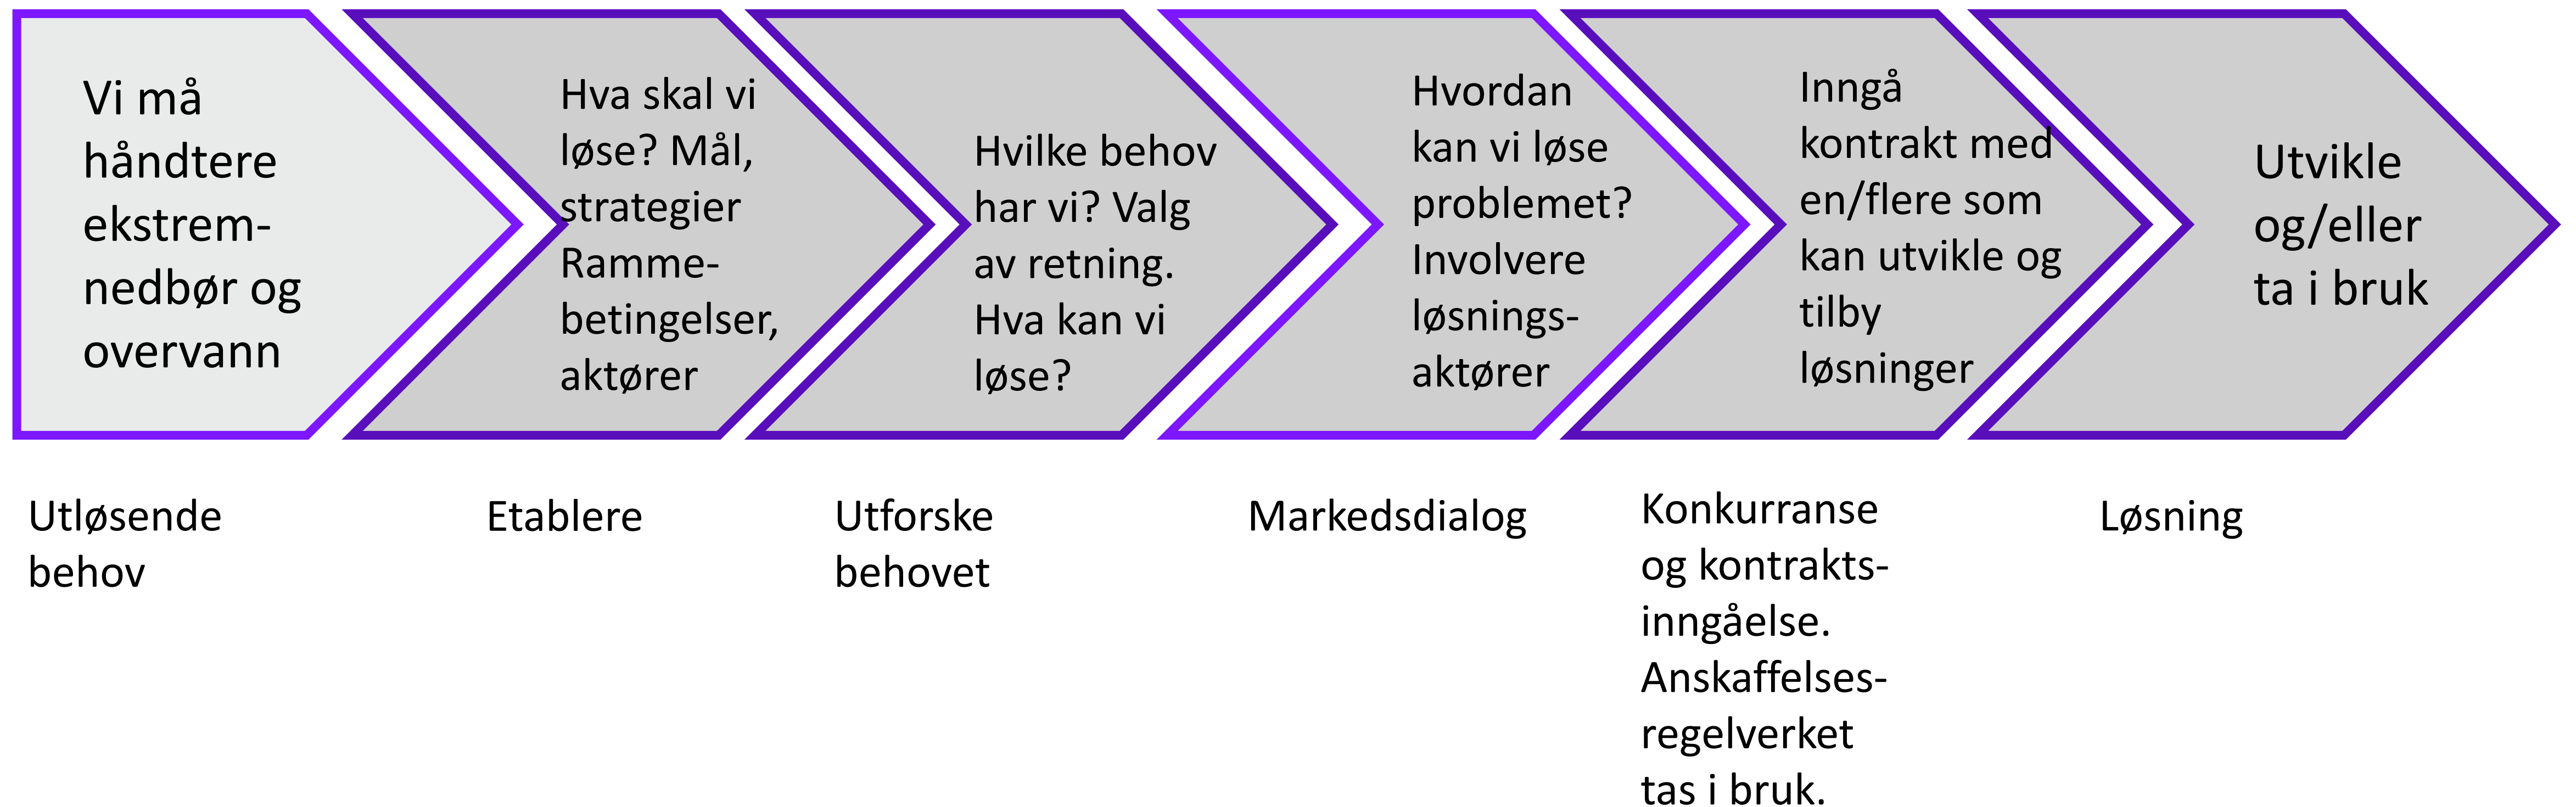 Vi må
håndtere
ekstrem-
nedbør og
overvann
Hva skal vi
løse? Mål,
strategier
Ramme-
betingelser,
aktører
Hvilke behov
har vi? Valg
av retning.
Hva kan vi
løse?
Hvordan
kan vi løse
problemet?
Involvere
løsnings-
aktører
Inngå
kontrakt med
en/flere som
kan utvikle og
tilby
løsninger
Utvikle
og/eller
ta i bruk
Utløsende
behov
Etablere
Utforske
behovet
Markedsdialog
Konkurranse
og kontrakts-
inngåelse.
Anskaffelses-
regelverket
tas i bruk.
Løsning